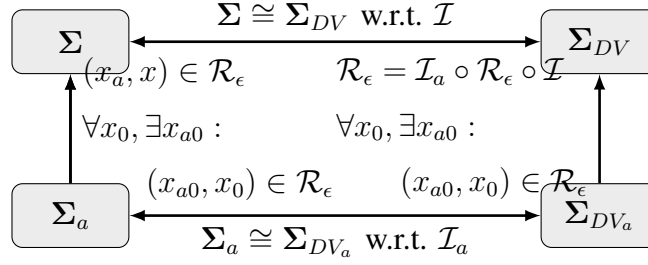 Σ ≅ Σ_{DV} w.r.t. ℐ
Σ
Σ_{DV}
(x_a, x) ∈ ℛ_ϵ
ℛ_ϵ = ℐ_a ∘ ℛ_ϵ ∘ ℐ
∀x_0, ∃x_{a0} :
∀x_0, ∃x_{a0} :
(x_{a0}, x_0) ∈ ℛ_ϵ
(x_{a0}, x_0) ∈ ℛ_ϵ
Σ_a
Σ_{DV_a}
Σ_a ≅ Σ_{DV_a} w.r.t. ℐ_a